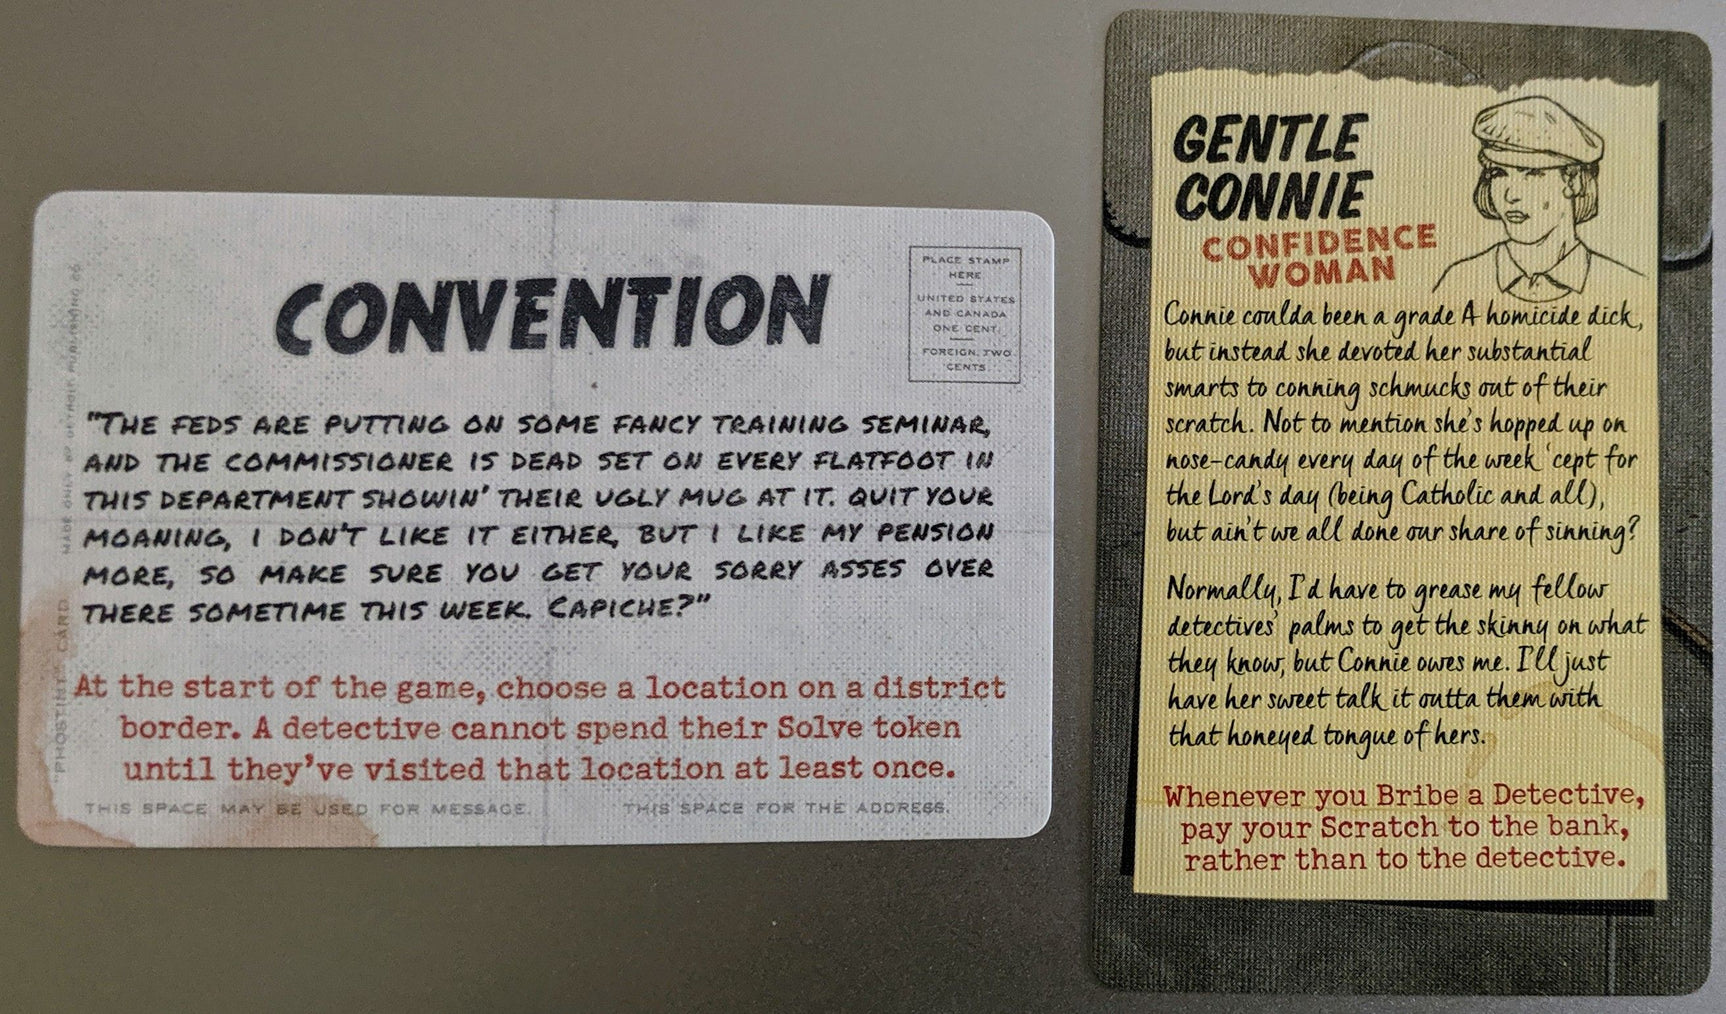 CONVENTION
PLACE STAMP
HERE
UNITED STATES
AND CANADA
ONE CENT.
FOREIGN, TWO
CENTS
"THE FEDS ARE PUTTING ON SOME FANCY TRAINING SEMINAR,
AND THE COMMISSIONER IS DEAD SET ON EVERY FLATFOOT IN
THIS DEPARTMENT SHOWIN' THEIR UGLY MUG AT IT. QUIT YOUR
MOANING, I DON'T LIKE IT EITHER, BUT I LIKE MY PENSION
MORE, SO MAKE SURE YOU GET YOUR SORRY ASSES OVER
THERE SOMETIME THIS WEEK. CAPICHE?"
At the start of the game, choose a location on a district
border. A detective cannot spend their Solve token
until they've visited that location at least once.
THIS SPACE MAY BE USED FOR MESSAGE.
THIS SPACE FOR THE ADDRESS.
"PHOSTINT" CARD. MADE ONLY BY DETROIT PUBLISHING CO.
GENTLE
CONNIE
CONFIDENCE
WOMAN
Connie coulda been a grade A homicide dick,
but instead she devoted her substantial
smarts to conning schmucks out of their
scratch. Not to mention she's hopped up on
nose-candy every day of the week 'cept for
the Lord's day (being Catholic and all),
but ain't we all done our share of sinning?
Normally, I'd have to grease my fellow
detectives' palms to get the skinny on what
they know, but Connie owes me. I'll just
have her sweet talk it outta them with
that honeyed tongue of hers.
Whenever you Bribe a Detective,
pay your Scratch to the bank,
rather than to the detective.